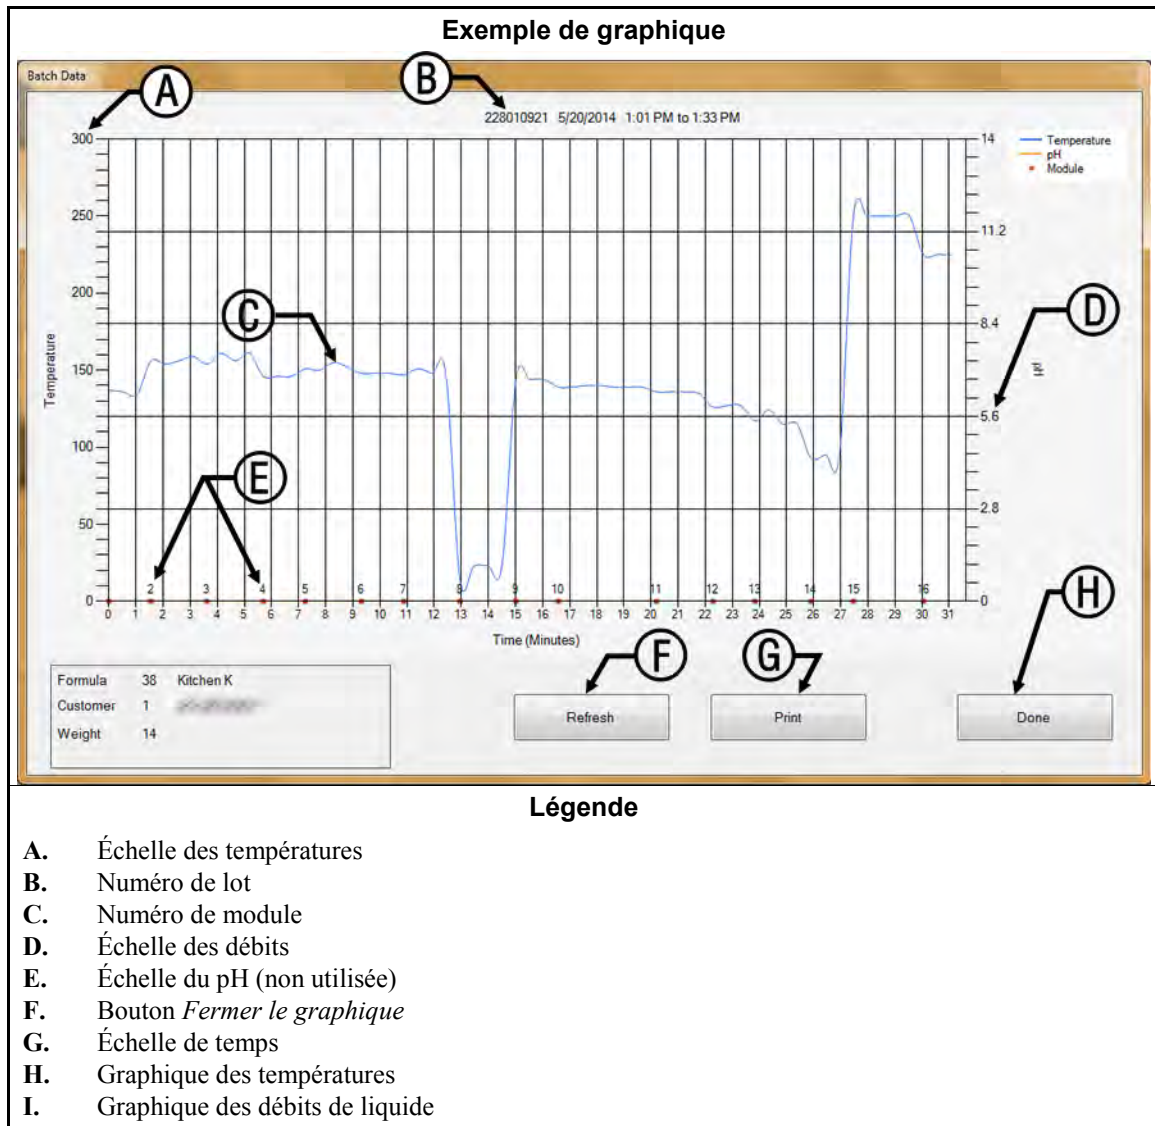 Exemple de graphique
Batch Data
A
B
228010921 5/20/2014 1:01 PM to 1:33 PM
300
250
200
150
100
50
0
Temperature
14
11.2
8.4
5.6
2.8
0
pH
Temperature
pH
Module
C
D
E
2 3 4 5 6 7 8 9 10 11 12 13 14 15 16
0 1 2 3 4 5 6 7 8 9 10 11 12 13 14 15 16 17 18 19 20 21 22 23 24 25 26 27 28 29 30 31
Time (Minutes)
F
G
H
Formula 38 Kitchen K
Customer 1
Weight 14
Refresh
Print
Done
Légende
A. Échelle des températures
B. Numéro de lot
C. Numéro de module
D. Échelle des débits
E. Échelle du pH (non utilisée)
F. Bouton Fermer le graphique
G. Échelle de temps
H. Graphique des températures
I. Graphique des débits de liquide